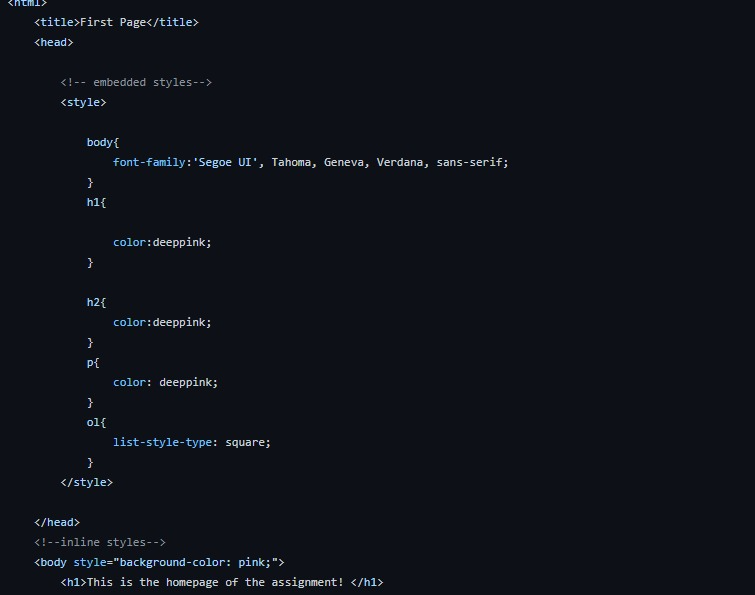 <html>
<title>First Page</title>
<head>
<!-- embedded styles-->
<style>
body{
font-family:'Segoe UI', Tahoma, Geneva, Verdana, sans-serif;
}
h1{
color:deeppink;
}
h2{
color:deeppink;
}
p{
color: deeppink;
}
ol{
list-style-type: square;
}
</style>
</head>
<!--inline styles-->
<body style="background-color: pink;">
<h1>This is the homepage of the assignment! </h1>